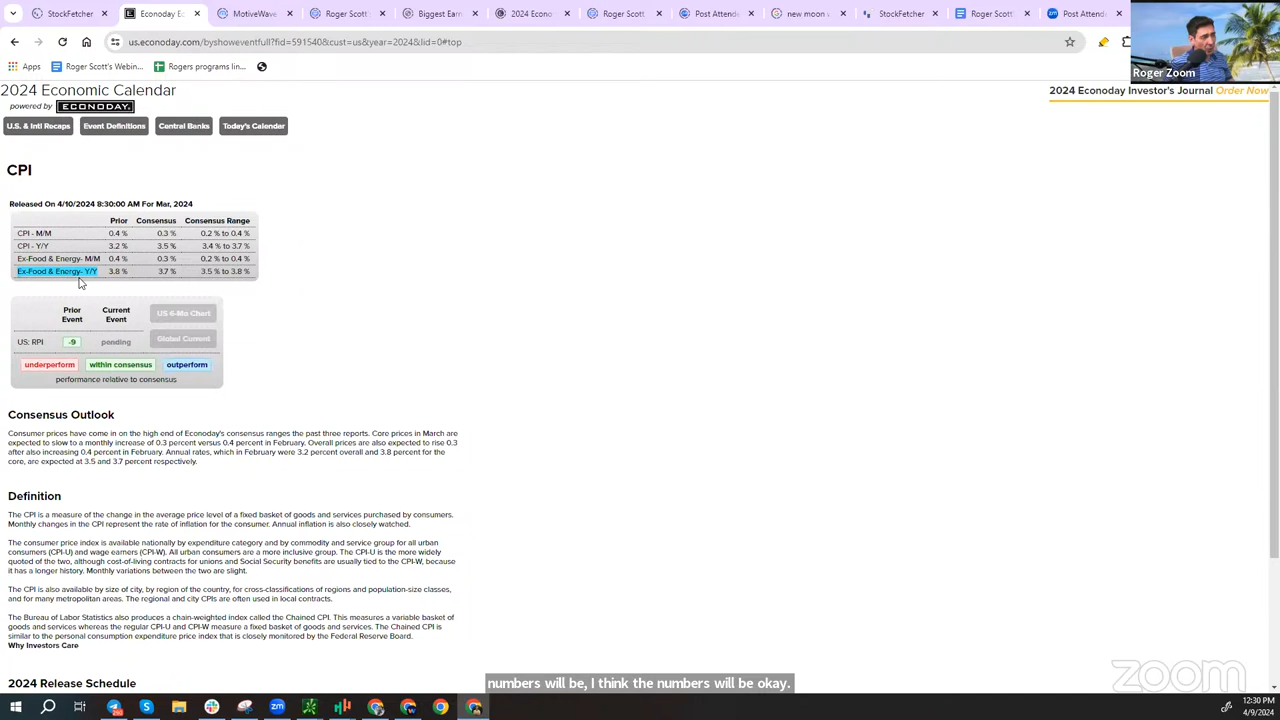 StockFetcher
Econoday Ec
MotiveWave
Roger Scott'
Biggest Earn
2024 Econo
Roger Scott
Post Attende
new moon
StockFetcher
Roger Scott'
Post Attende
us.econoday.com/byshoweventfull?fid=591540&cust=us&year=2024&lid=0#top
Apps
Roger Scott's Webin...
Rogers programs lin...
Roger Zoom
2024 Economic Calendar
powered by ECONODAY
2024 Econoday Investor's Journal Order Now
U.S. & Intl Recaps
Event Definitions
Central Banks
Today's Calendar
CPI
Released On 4/10/2024 8:30:00 AM For Mar, 2024
Prior Consensus Consensus Range
CPI - M/M 0.4 % 0.3 % 0.2 % to 0.4 %
CPI - Y/Y 3.2 % 3.5 % 3.4 % to 3.7 %
Ex-Food & Energy- M/M 0.4 % 0.3 % 0.2 % to 0.4 %
Ex-Food & Energy- Y/Y 3.8 % 3.7 % 3.5 % to 3.8 %
Prior Event
Current Event
US 6-Mo Chart
Global Current
US: RPI -9 pending
underperform within consensus outperform
performance relative to consensus
Consensus Outlook
Consumer prices have come in on the high end of Econoday's consensus ranges the past three reports. Core prices in March are
expected to slow to a monthly increase of 0.3 percent versus 0.4 percent in February. Overall prices are also expected to rise 0.3
after also increasing 0.4 percent in February. Annual rates, which in February were 3.2 percent overall and 3.8 percent for the
core, are expected at 3.5 and 3.7 percent respectively.
Definition
The CPI is a measure of the change in the average price level of a fixed basket of goods and services purchased by consumers.
Monthly changes in the CPI represent the rate of inflation for the consumer. Annual inflation is also closely watched.
The consumer price index is available nationally by expenditure category and by commodity and service group for all urban
consumers (CPI-U) and wage earners (CPI-W). All urban consumers are a more inclusive group. The CPI-U is the more widely
quoted of the two, although cost-of-living contracts for unions and Social Security benefits are usually tied to the CPI-W, because
it has a longer history. Monthly variations between the two are slight.
The CPI is also available by size of city, by region of the country, for cross-classifications of regions and population-size classes,
and for many metropolitan areas. The regional and city CPIs are often used in local contracts.
The Bureau of Labor Statistics also produces a chain-weighted index called the Chained CPI. This measures a variable basket of
goods and services whereas the regular CPI-U and CPI-W measure a fixed basket of goods and services. The Chained CPI is
similar to the personal consumption expenditure price index that is closely monitored by the Federal Reserve Board.
Why Investors Care
2024 Release Schedule
numbers will be, I think the numbers will be okay.
zoom
12:30 PM
4/9/2024